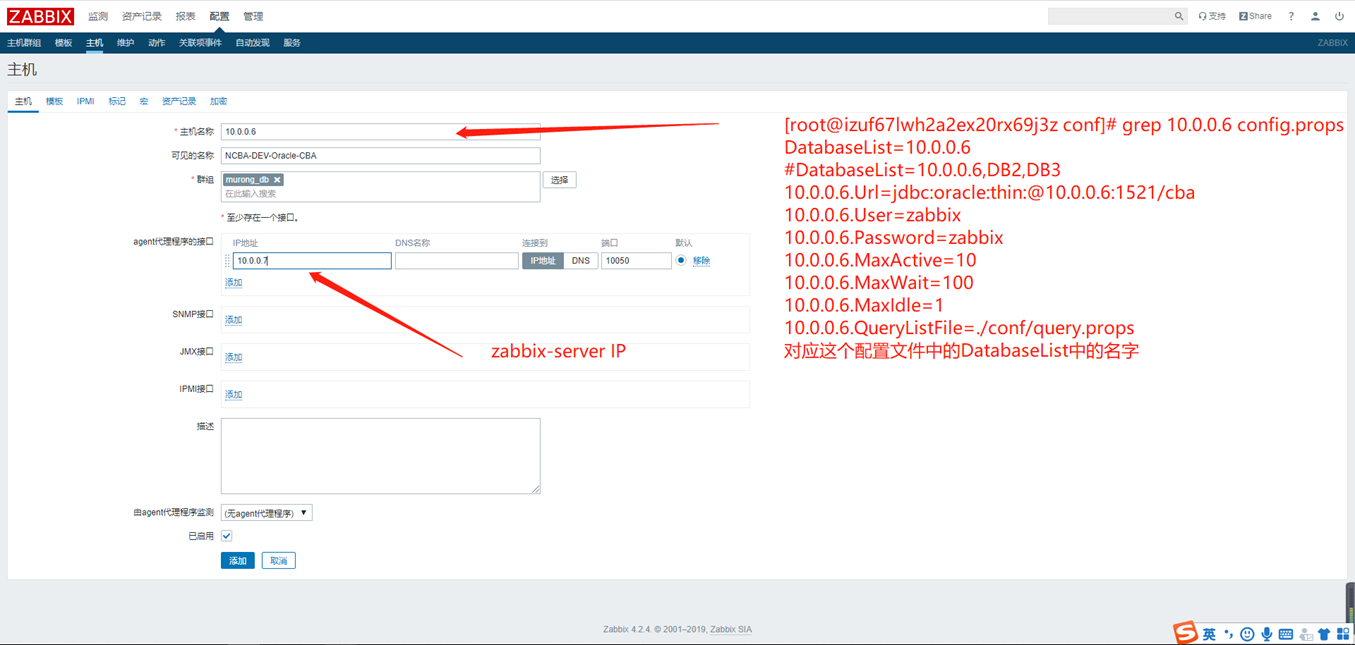 ZABBIX 监测 资产记录 报表 配置 管理 支持 Z Share ?
主机群组 模板 主机 维护 动作 关联项事件 自动发现 服务 ZABBIX
主机
主机 模板 IPMI 标记 宏 资产记录 加密
* 主机名称 10.0.0.6
可见的名称 NCBA-DEV-Oracle-CBA
* 群组 murong_db 选择
在此输入搜索
* 至少存在一个接口。
agent代理程序的接口 IP地址 DNS名称 连接到 端口 默认
10.0.0.7 IP地址 DNS 10050 移除
添加
SNMP接口 添加
JMX接口 添加
IPMI接口 添加
描述
由agent代理程序监测 (无agent代理程序)
已启用
添加 取消
zabbix-server IP
[root@izuf67lwh2a2ex20rx69j3z conf]# grep 10.0.0.6 config.props
DatabaseList=10.0.0.6
#DatabaseList=10.0.0.6,DB2,DB3
10.0.0.6.Url=jdbc:oracle:thin:@10.0.0.6:1521/cba
10.0.0.6.User=zabbix
10.0.0.6.Password=zabbix
10.0.0.6.MaxActive=10
10.0.0.6.MaxWait=100
10.0.0.6.MaxIdle=1
10.0.0.6.QueryListFile=./conf/query.props
对应这个配置文件中的DatabaseList中的名字
Zabbix 4.2.4. © 2001–2019, Zabbix SIA
S 英